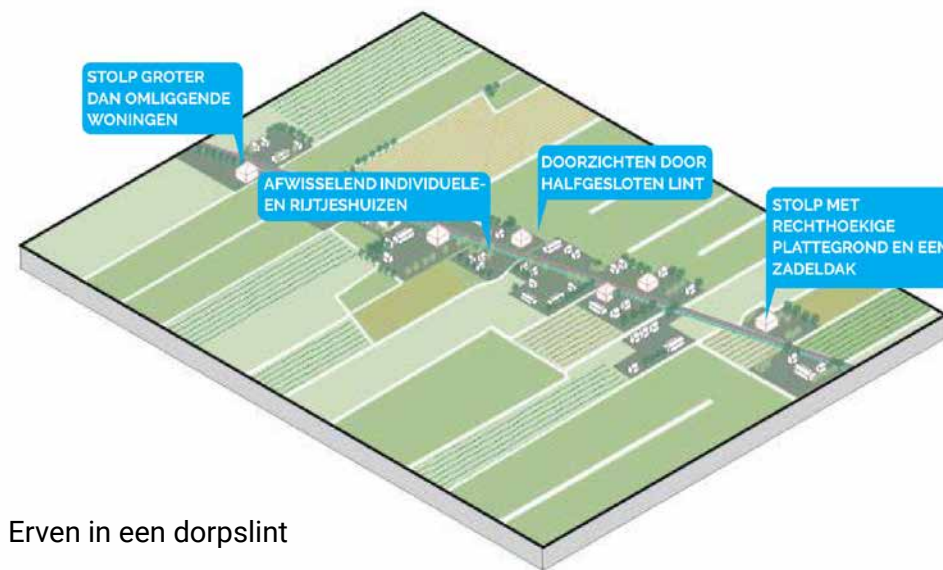 STOLP GROTER
DAN OMLIGGENDE
WONINGEN
AFWISSELEND INDIVIDUELE-
EN RIJTJESHUIZEN
DOORZICHTEN DOOR
HALFGESLOTEN LINT
STOLP MET
RECHTHOEKIGE
PLATTEGROND EN EEN
ZADELDAK
Erven in een dorpslint